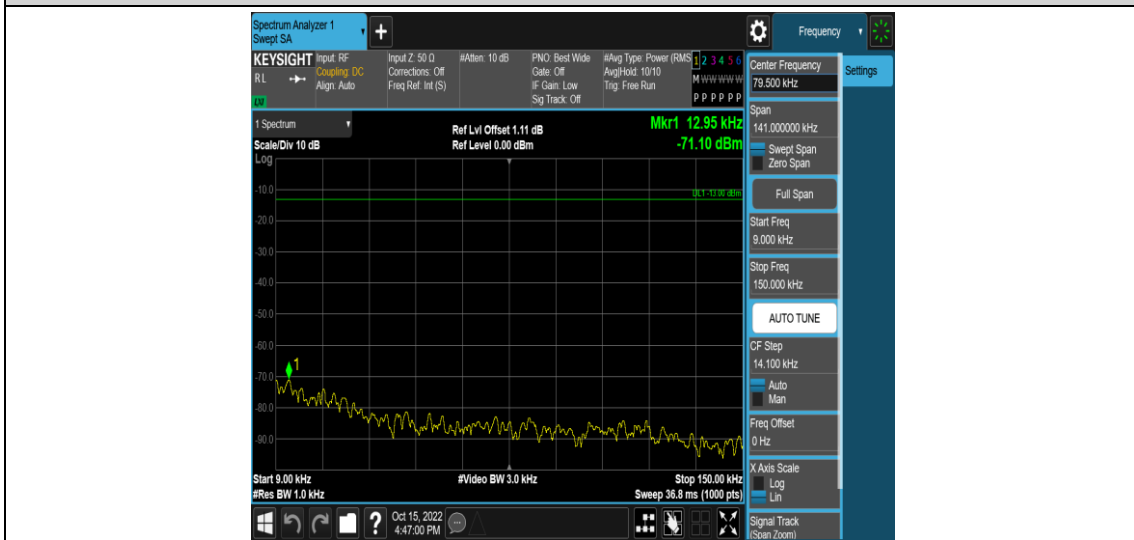 Spectrum Analyzer 1
Swept SA
+
Frequency
KEYSIGHT
RL
Input: RF
Coupling: DC
Align: Auto
Input Z: 50 Ω
Corrections: Off
Freq Ref: Int (S)
#Atten: 10 dB
PNO: Best Wide
Gate: Off
IF Gain: Low
Sig Track: Off
#Avg Type: Power (RMS
Avg|Hold: 10/10
Trig: Free Run
1 2 3 4 5 6
M W W W W W
P P P P P P
Center Frequency
79.500 kHz
Settings
Span
141.000000 kHz
Swept Span
Zero Span
Full Span
Start Freq
9.000 kHz
Stop Freq
150.000 kHz
AUTO TUNE
CF Step
14.100 kHz
Auto
Man
Freq Offset
0 Hz
X Axis Scale
Log
Lin
Signal Track
(Span Zoom)
1 Spectrum
Scale/Div 10 dB
Ref Lvl Offset 1.11 dB
Ref Level 0.00 dBm
Mkr1 12.95 kHz
-71.10 dBm
Log
DL1 -13.00 dBm
-10.0
-20.0
-30.0
-40.0
-50.0
-60.0
-70.0
-80.0
-90.0
1
Start 9.00 kHz
#Res BW 1.0 kHz
#Video BW 3.0 kHz
Stop 150.00 kHz
Sweep 36.8 ms (1000 pts)
?
Oct 15, 2022
4:47:00 PM